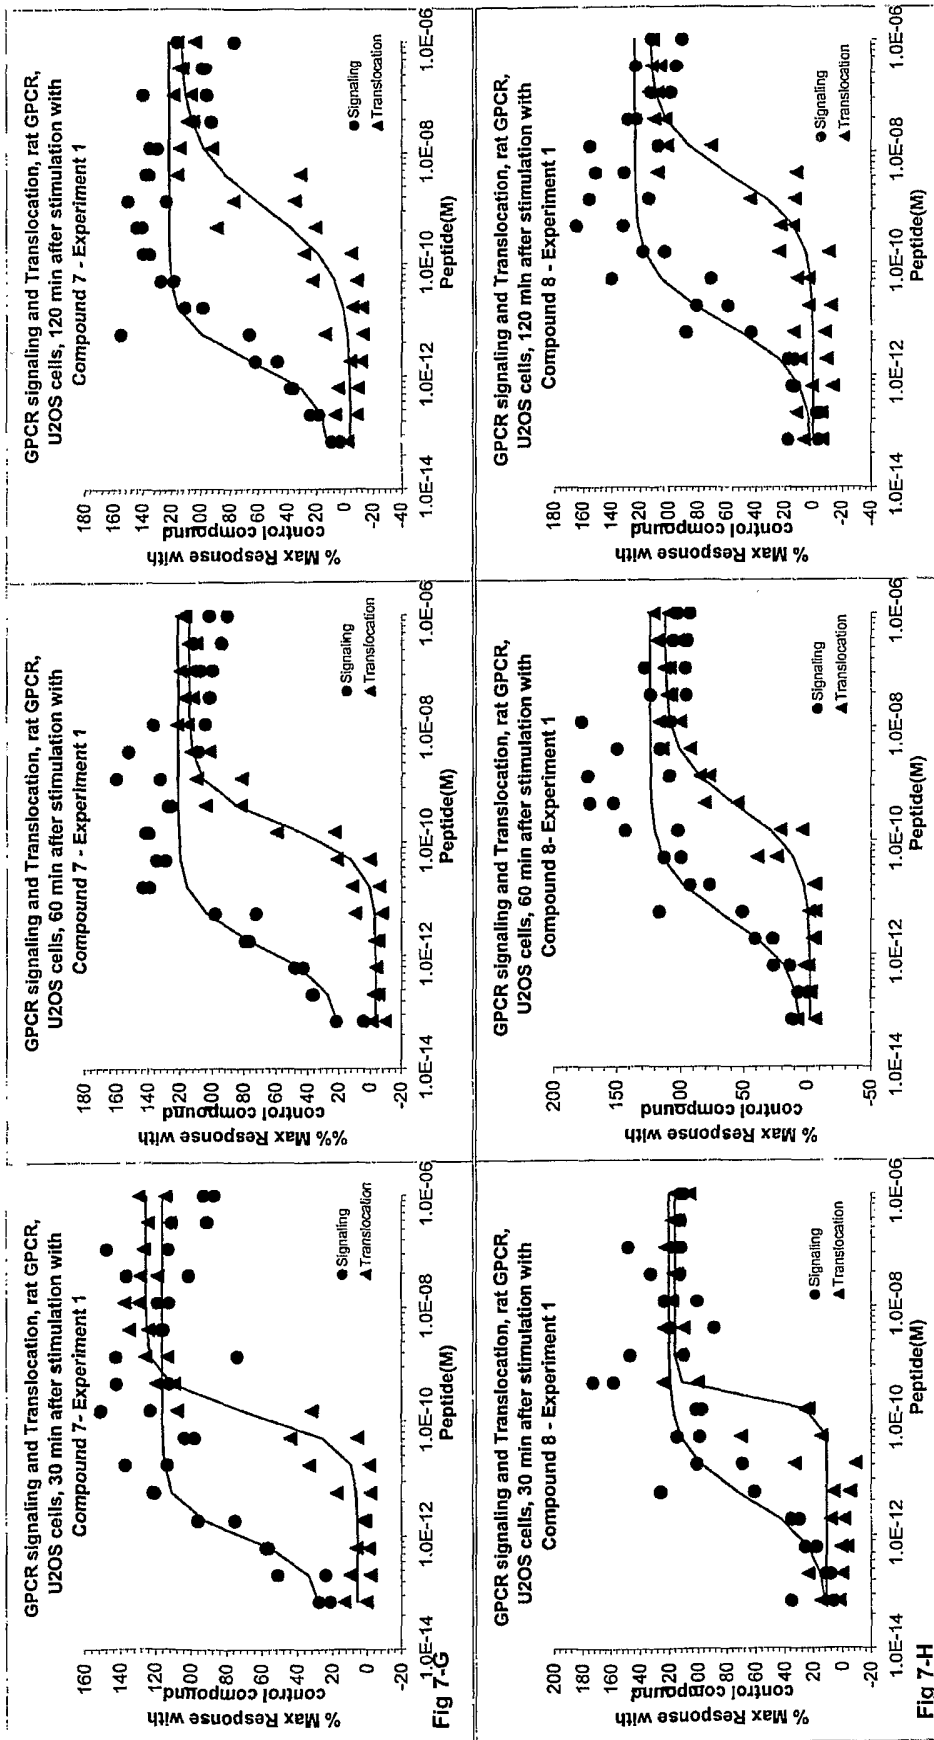 GPCR signaling and Translocation, rat GPCR,
U2OS cells, 30 min after stimulation with
Compound 7 - Experiment 1
% Max Response with
control compound
180
160
140
120
100
80
60
40
20
0
-20
1.0E-14
1.0E-12
1.0E-10
1.0E-08
1.0E-06
Peptide(M)
Signaling
Translocation
Fig 7-G
GPCR signaling and Translocation, rat GPCR,
U2OS cells, 60 min after stimulation with
Compound 7 - Experiment 1
%% Max Response with
control compound
180
160
140
120
100
80
60
40
20
0
-20
1.0E-14
1.0E-12
1.0E-10
1.0E-08
1.0E-06
Peptide(M)
Signaling
Translocation
GPCR signaling and Translocation, rat GPCR,
U2OS cells, 120 min after stimulation with
Compound 7 - Experiment 1
% Max Response with
control compound
180
160
140
120
100
80
60
40
20
0
-20
-40
1.0E-14
1.0E-12
1.0E-10
1.0E-08
1.0E-06
Peptide(M)
Signaling
Translocation
GPCR signaling and Translocation, rat GPCR,
U2OS cells, 30 min after stimulation with
Compound 8 - Experiment 1
% Max Response with
control compound
200
180
160
140
120
100
80
60
40
20
0
-20
1.0E-14
1.0E-12
1.0E-10
1.0E-08
1.0E-06
Peptide(M)
Signaling
Translocation
Fig 7-H
GPCR signaling and Translocation, rat GPCR,
U2OS cells, 60 min after stimulation with
Compound 8- Experiment 1
% Max Response with
control compound
200
150
100
50
0
-50
1.0E-14
1.0E-12
1.0E-10
1.0E-08
1.0E-06
Peptide(M)
Signaling
Translocation
GPCR signaling and Translocation, rat GPCR,
U2OS cells, 120 min after stimulation with
Compound 8 - Experiment 1
% Max Response with
control compound
180
160
140
120
100
80
60
40
20
0
-20
-40
1.0E-14
1.0E-12
1.0E-10
1.0E-08
1.0E-06
Peptide(M)
Signaling
Translocation